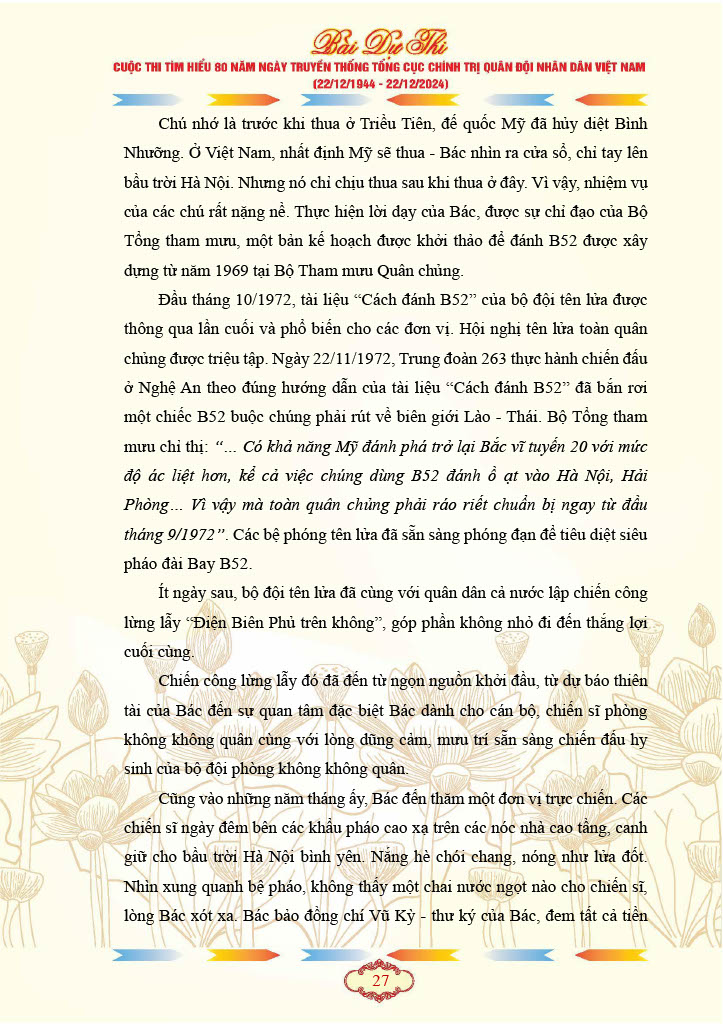 Bài Dự Thi
CUỘC THI TÌM HIỂU 80 NĂM NGÀY TRUYỀN THỐNG TỔNG CỤC CHÍNH TRỊ QUÂN ĐỘI NHÂN DÂN VIỆT NAM
(22/12/1944 - 22/12/2024)
Chú nhớ là trước khi thua ở Triều Tiên, đế quốc Mỹ đã hủy diệt Bình
Nhưỡng. Ở Việt Nam, nhất định Mỹ sẽ thua - Bác nhìn ra cửa sổ, chỉ tay lên
bầu trời Hà Nội. Nhưng nó chỉ chịu thua sau khi thua ở đây. Vì vậy, nhiệm vụ
của các chú rất nặng nề. Thực hiện lời dạy của Bác, được sự chỉ đạo của Bộ
Tổng tham mưu, một bản kế hoạch được khởi thảo để đánh B52 được xây
dựng từ năm 1969 tại Bộ Tham mưu Quân chủng.
Đầu tháng 10/1972, tài liệu “Cách đánh B52” của bộ đội tên lửa được
thông qua lần cuối và phổ biến cho các đơn vị. Hội nghị tên lửa toàn quân
chủng được triệu tập. Ngày 22/11/1972, Trung đoàn 263 thực hành chiến đấu
ở Nghệ An theo đúng hướng dẫn của tài liệu “Cách đánh B52” đã bắn rơi
một chiếc B52 buộc chúng phải rút về biên giới Lào - Thái. Bộ Tổng tham
mưu chỉ thị: “… Có khả năng Mỹ đánh phá trở lại Bắc vĩ tuyến 20 với mức
độ ác liệt hơn, kể cả việc chúng dùng B52 đánh ồ ạt vào Hà Nội, Hải
Phòng… Vì vậy mà toàn quân chủng phải ráo riết chuẩn bị ngay từ đầu
tháng 9/1972”. Các bệ phóng tên lửa đã sẵn sàng phóng đạn để tiêu diệt siêu
pháo đài Bay B52.
Ít ngày sau, bộ đội tên lửa đã cùng với quân dân cả nước lập chiến công
lừng lẫy “Điện Biên Phủ trên không”, góp phần không nhỏ đi đến thắng lợi
cuối cùng.
Chiến công lừng lẫy đó đã đến từ ngọn nguồn khởi đầu, từ dự báo thiên
tài của Bác đến sự quan tâm đặc biệt Bác dành cho cán bộ, chiến sĩ phòng
không không quân cùng với lòng dũng cảm, mưu trí sẵn sàng chiến đấu hy
sinh của bộ đội phòng không không quân.
Cũng vào những năm tháng ấy, Bác đến thăm một đơn vị trực chiến. Các
chiến sĩ ngày đêm bên các khẩu pháo cao xạ trên các nóc nhà cao tầng, canh
giữ cho bầu trời Hà Nội bình yên. Nắng hè chói chang, nóng như lửa đốt.
Nhìn xung quanh bệ pháo, không thấy một chai nước ngọt nào cho chiến sĩ,
lòng Bác xót xa. Bác bảo đồng chí Vũ Kỳ - thư ký của Bác, đem tất cả tiền
27